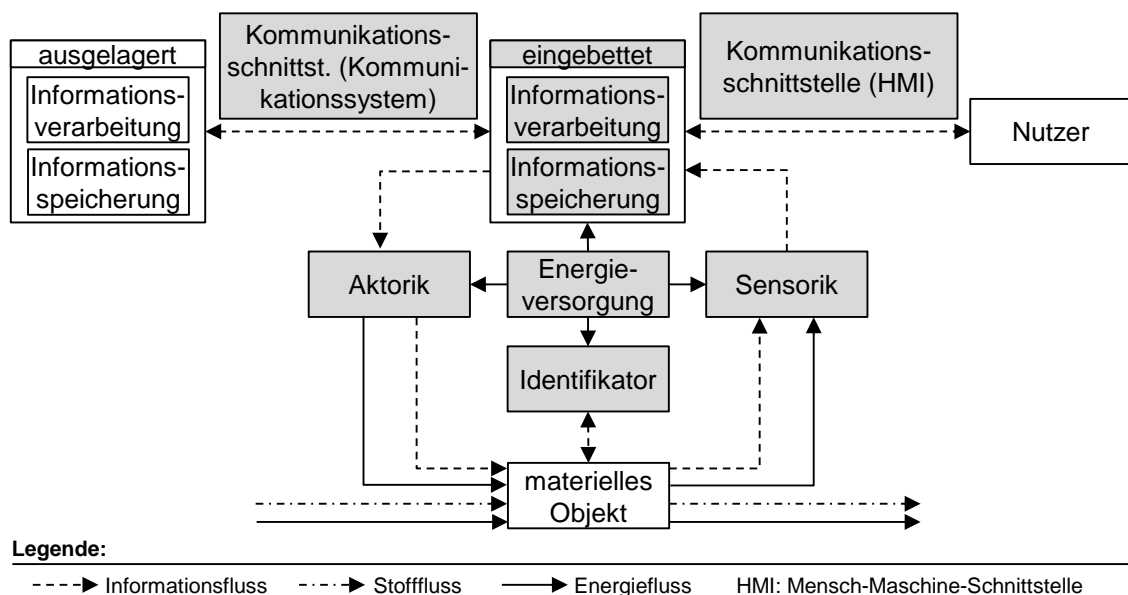 ausgelagert
Informations-
verarbeitung
Informations-
speicherung
Kommunikations-
schnittst. (Kommuni-
kationssystem)
eingebettet
Informations-
verarbeitung
Informations-
speicherung
Kommunikations-
schnittstelle (HMI)
Nutzer
Aktorik
Energie-
versorgung
Sensorik
Identifikator
materielles
Objekt
Legende:
Informationsfluss
Stofffluss
Energiefluss
HMI: Mensch-Maschine-Schnittstelle